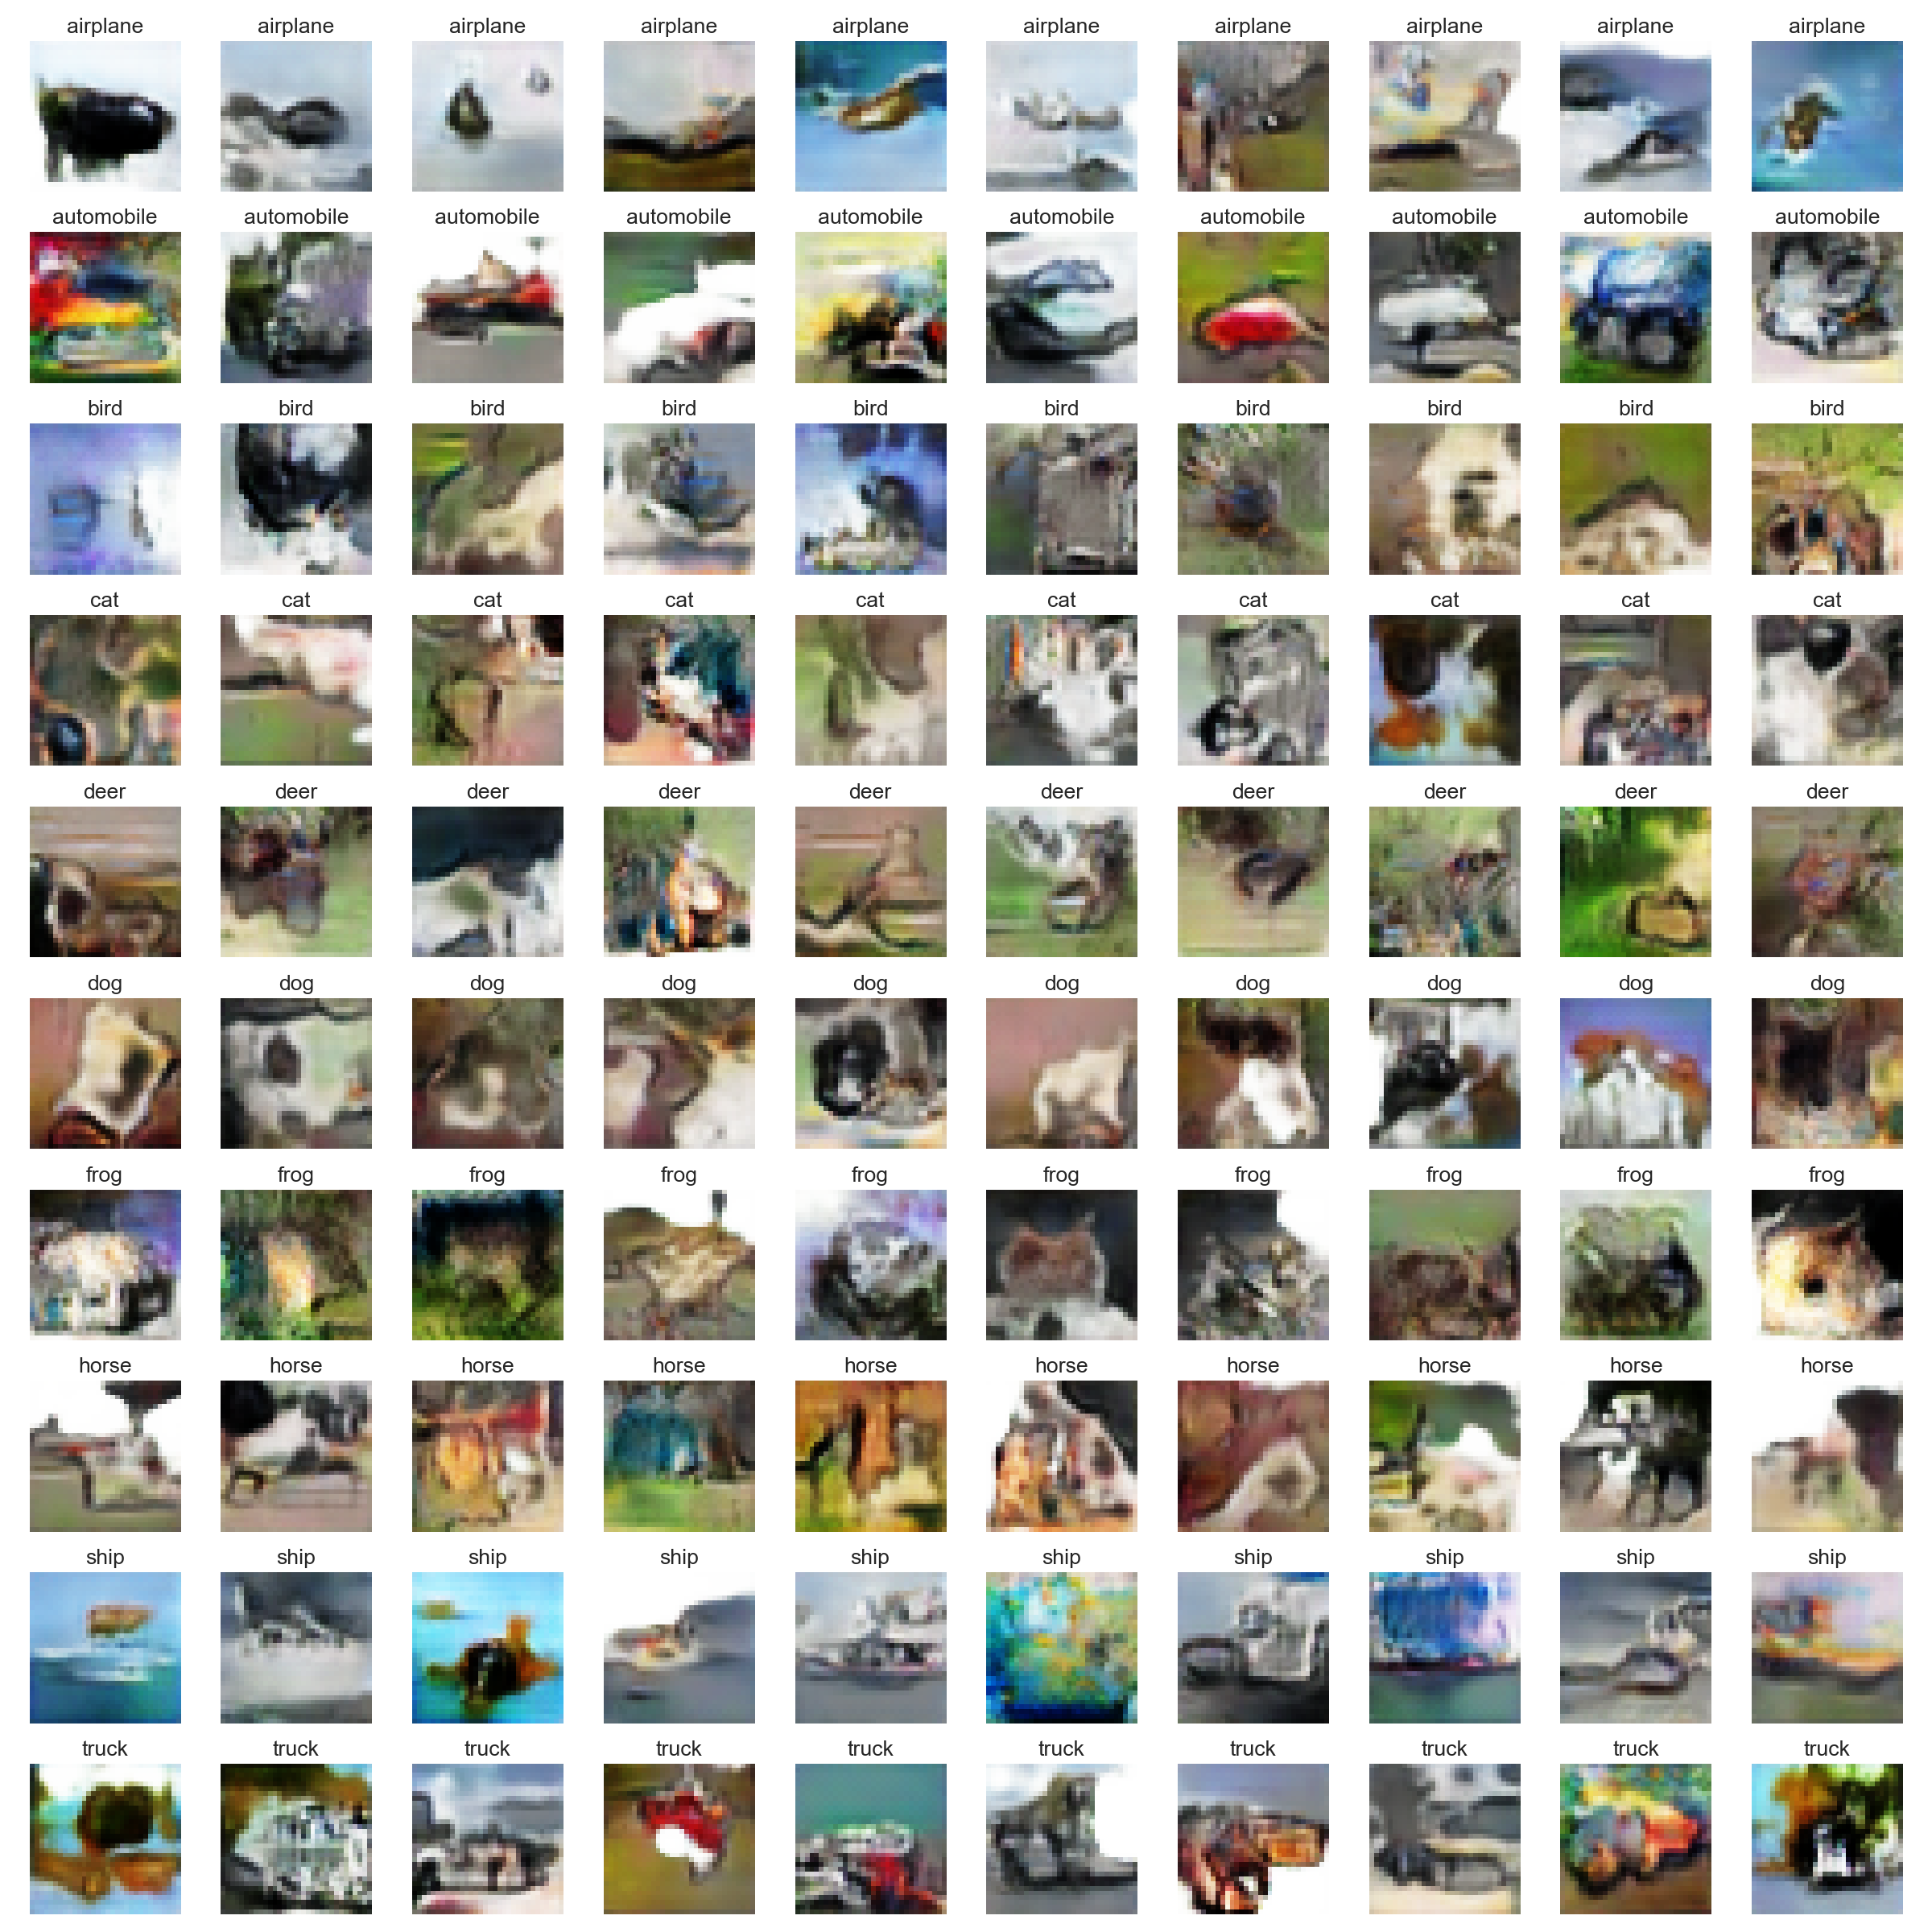 airplane airplane airplane airplane airplane airplane airplane airplane airplane airplane
automobile automobile automobile automobile automobile automobile automobile automobile automobile automobile
bird bird bird bird bird bird bird bird bird bird
cat cat cat cat cat cat cat cat cat cat
deer deer deer deer deer deer deer deer deer deer
dog dog dog dog dog dog dog dog dog dog
frog frog frog frog frog frog frog frog frog frog
horse horse horse horse horse horse horse horse horse horse
ship ship ship ship ship ship ship ship ship ship
truck truck truck truck truck truck truck truck truck truck